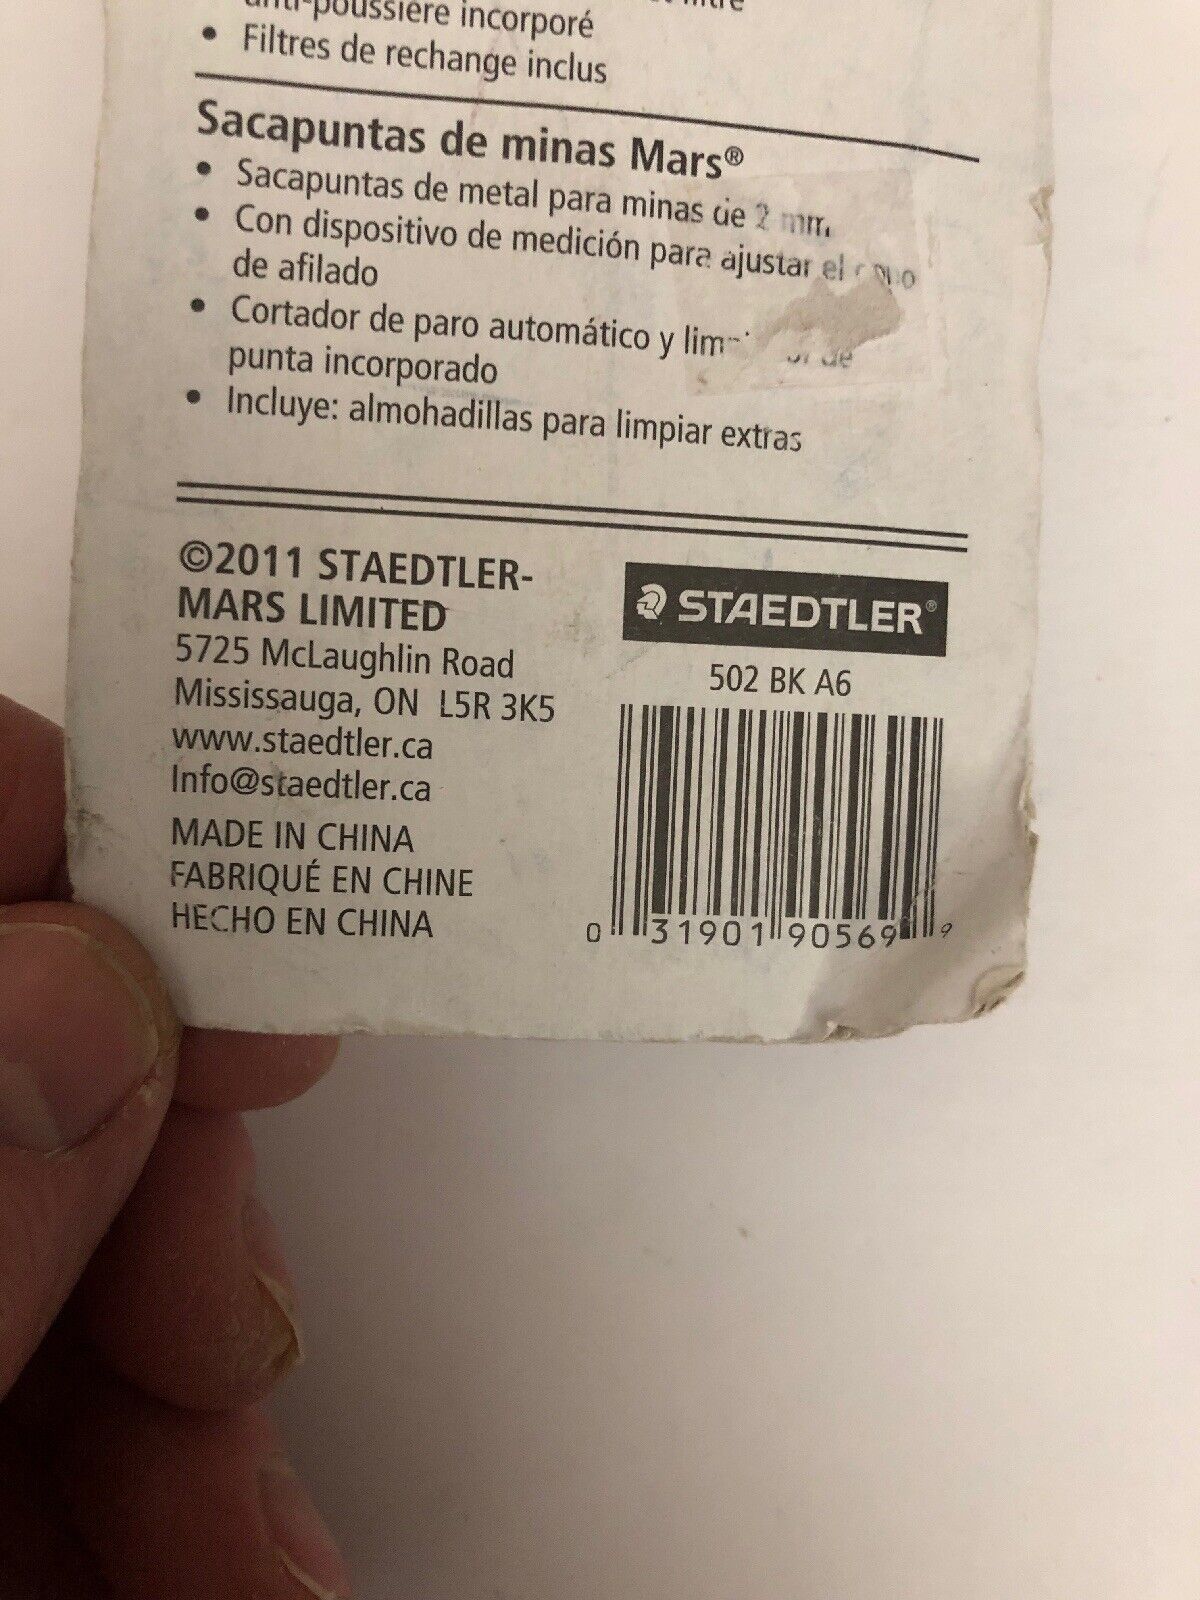 anti-poussière incorporé
• Filtres de rechange inclus
Sacapuntas de minas Mars®
• Sacapuntas de metal para minas de 2 mm.
• Con dispositivo de medición para ajustar el
de afilado
• Cortador de paro automático y de
punta incorporado
• Incluye: almohadillas para limpiar extras
©2011 STAEDTLER-
MARS LIMITED
5725 McLaughlin Road
Mississauga, ON L5R 3K5
www.staedtler.ca
Info@staedtler.ca
MADE IN CHINA
FABRIQUÉ EN CHINE
HECHO EN CHINA
STAEDTLER®
502 BK A6
0 31901 90569 9